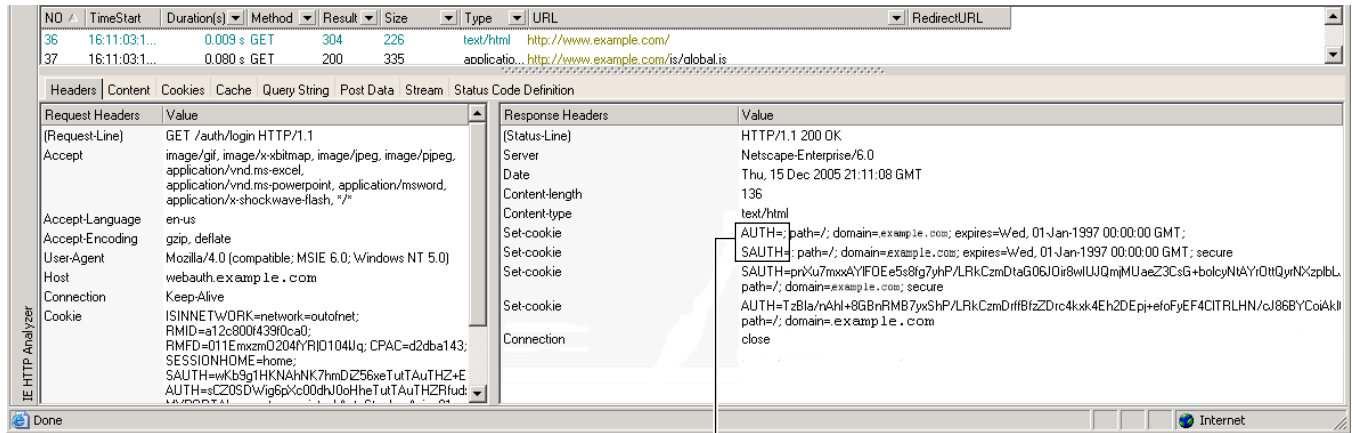 NO TimeStart Duration(s) Method Result Size Type URL RedirectURL
36 16:11:03:1... 0.009 s GET 304 226 text/html http://www.example.com/
37 16:11:03:1... 0.080 s GET 200 335 applicatio... http://www.example.com/js/global.js
Headers Content Cookies Cache Query String Post Data Stream Status Code Definition
Request Headers Value
(Request-Line) GET /auth/login HTTP/1.1
Accept image/gif, image/x-xbitmap, image/jpeg, image/pjpeg,
application/vnd.ms-excel,
application/vnd.ms-powerpoint, application/msword,
application/x-shockwave-flash, */*
Accept-Language en-us
Accept-Encoding gzip, deflate
User-Agent Mozilla/4.0 (compatible; MSIE 6.0; Windows NT 5.0)
Host webauth.example.com
Connection Keep-Alive
Cookie ISINNETWORK=network=outofnet;
RMID=a12c800f439f0ca0;
RMFD=011EmxzmO204fYR|O104lJq; CPAC=d2dba143;
SESSIONHOME=home;
SAUTH=wKb9g1HKNAhNK7hmDiZ56xeTutTAuTHZ+E
AUTH=sCZ0SDWig6pXc00dhJ0oHheTutTAuTHZRfud:
Response Headers Value
(Status-Line) HTTP/1.1 200 OK
Server Netscape-Enterprise/6.0
Date Thu, 15 Dec 2005 21:11:08 GMT
Content-length 136
Content-type text/html
Set-cookie AUTH=; path=/; domain=.example.com; expires=Wed, 01-Jan-1997 00:00:00 GMT;
Set-cookie SAUTH=; path=/; domain=example.com; expires=Wed, 01-Jan-1997 00:00:00 GMT; secure
Set-cookie SAUTH=pnXu7mxxAYlFOEe5s8fg7yhP/LRkCzmDtaG06JOir8wlUJQmjMUaeZ3CsG+bolcyNtAYrOttQyrNXzplbL
path=/; domain=example.com; secure
Set-cookie AUTH=TzBla/nAhI+8GBnRMB7yxShP/LRkCzmDrffBfzZDrc4kxk4Eh2DEpj+efoFyEF4ClTRLHN/cJ86BYCoiAkI
path=/; domain=.example.com
Connection close
IE HTTP Analyzer
Done Internet